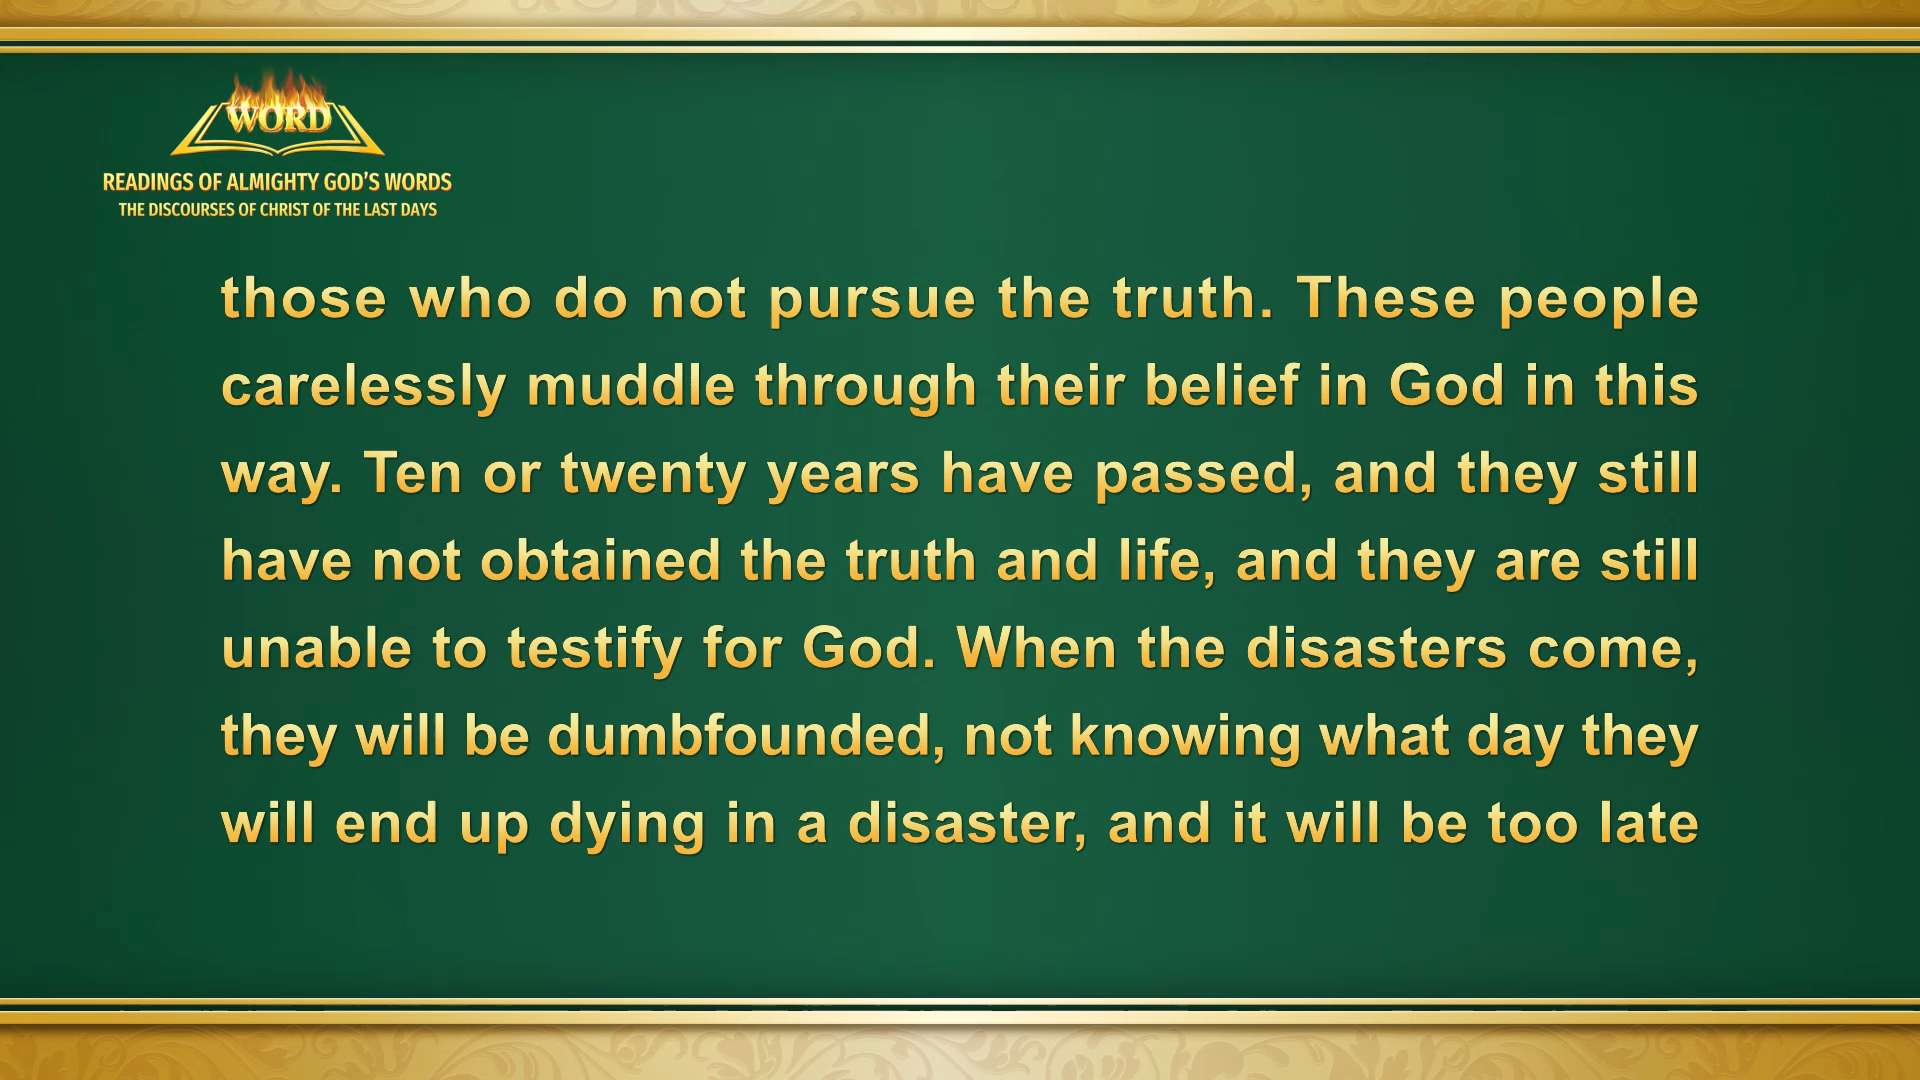 WORD
READINGS OF ALMIGHTY GOD'S WORDS
THE DISCOURSES OF CHRIST OF THE LAST DAYS
those who do not pursue the truth. These people
carelessly muddle through their belief in God in this
way. Ten or twenty years have passed, and they still
have not obtained the truth and life, and they are still
unable to testify for God. When the disasters come,
they will be dumbfounded, not knowing what day they
will end up dying in a disaster, and it will be too late